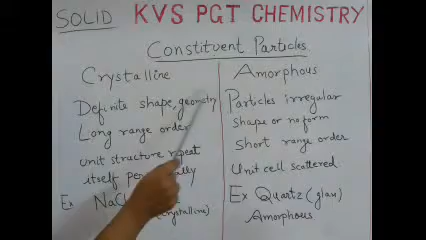 SOLID KVS PGT CHEMISTRY
Constituent Particles
Crystalline
Definite shape, geometry
Long range order
unit structure repeat
itself
Ex NaCl
(crystalline)
Amorphous
Particles irregular
shape or no form
Short range order
Unit cell scattered.
Ex Quartz (glass)
Amorphous